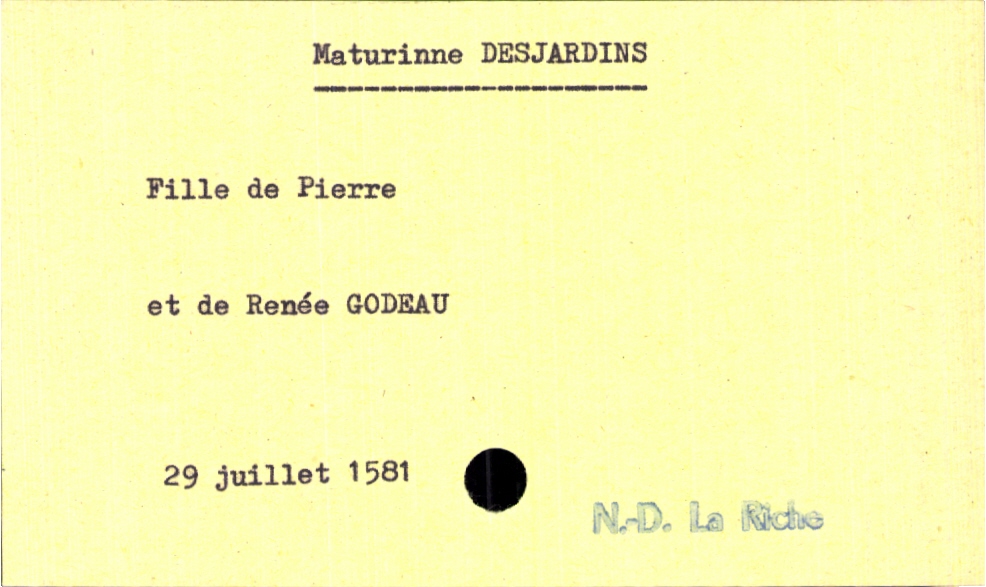 Maturinne DESJARDINS
Fille de Pierre
et de Renée GODEAU
29 juillet 1581
N.-D. La Riche